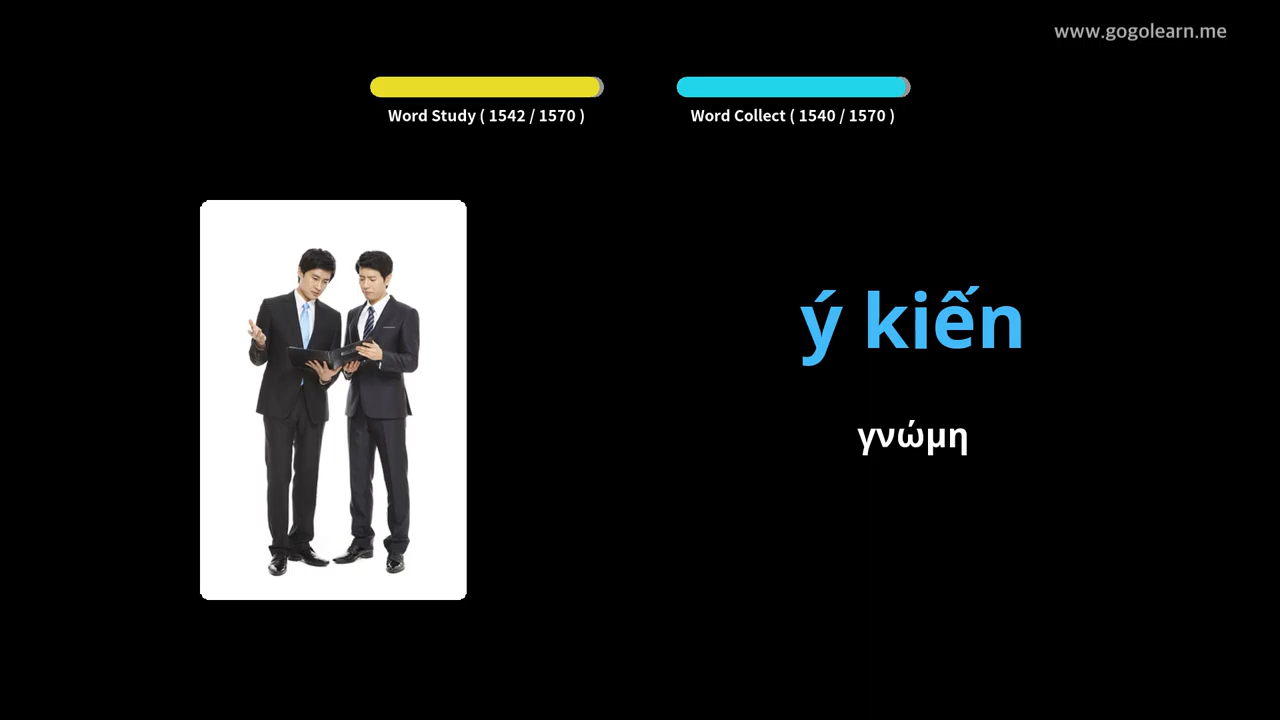 www.gogolearn.me
Word Study ( 1542 / 1570 )
Word Collect ( 1540 / 1570 )
ý kiến
γνώμη